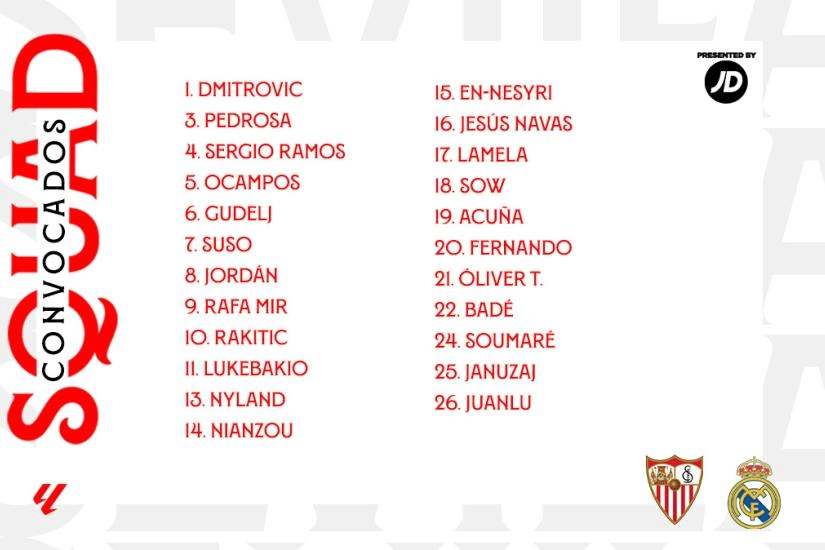 SQUAD
CONVOCADOS
PRESENTED BY
JD
1. DMITROVIC
3. PEDROSA
4. SERGIO RAMOS
5. OCAMPOS
6. GUDELJ
7. SUSO
8. JORDÁN
9. RAFA MIR
10. RAKITIC
11. LUKEBAKIO
13. NYLAND
14. NIANZOU
15. EN-NESYRI
16. JESÚS NAVAS
17. LAMELA
18. SOW
19. ACUÑA
20. FERNANDO
21. ÓLIVER T.
22. BADÉ
24. SOUMARÉ
25. JANUZAJ
26. JUANLU